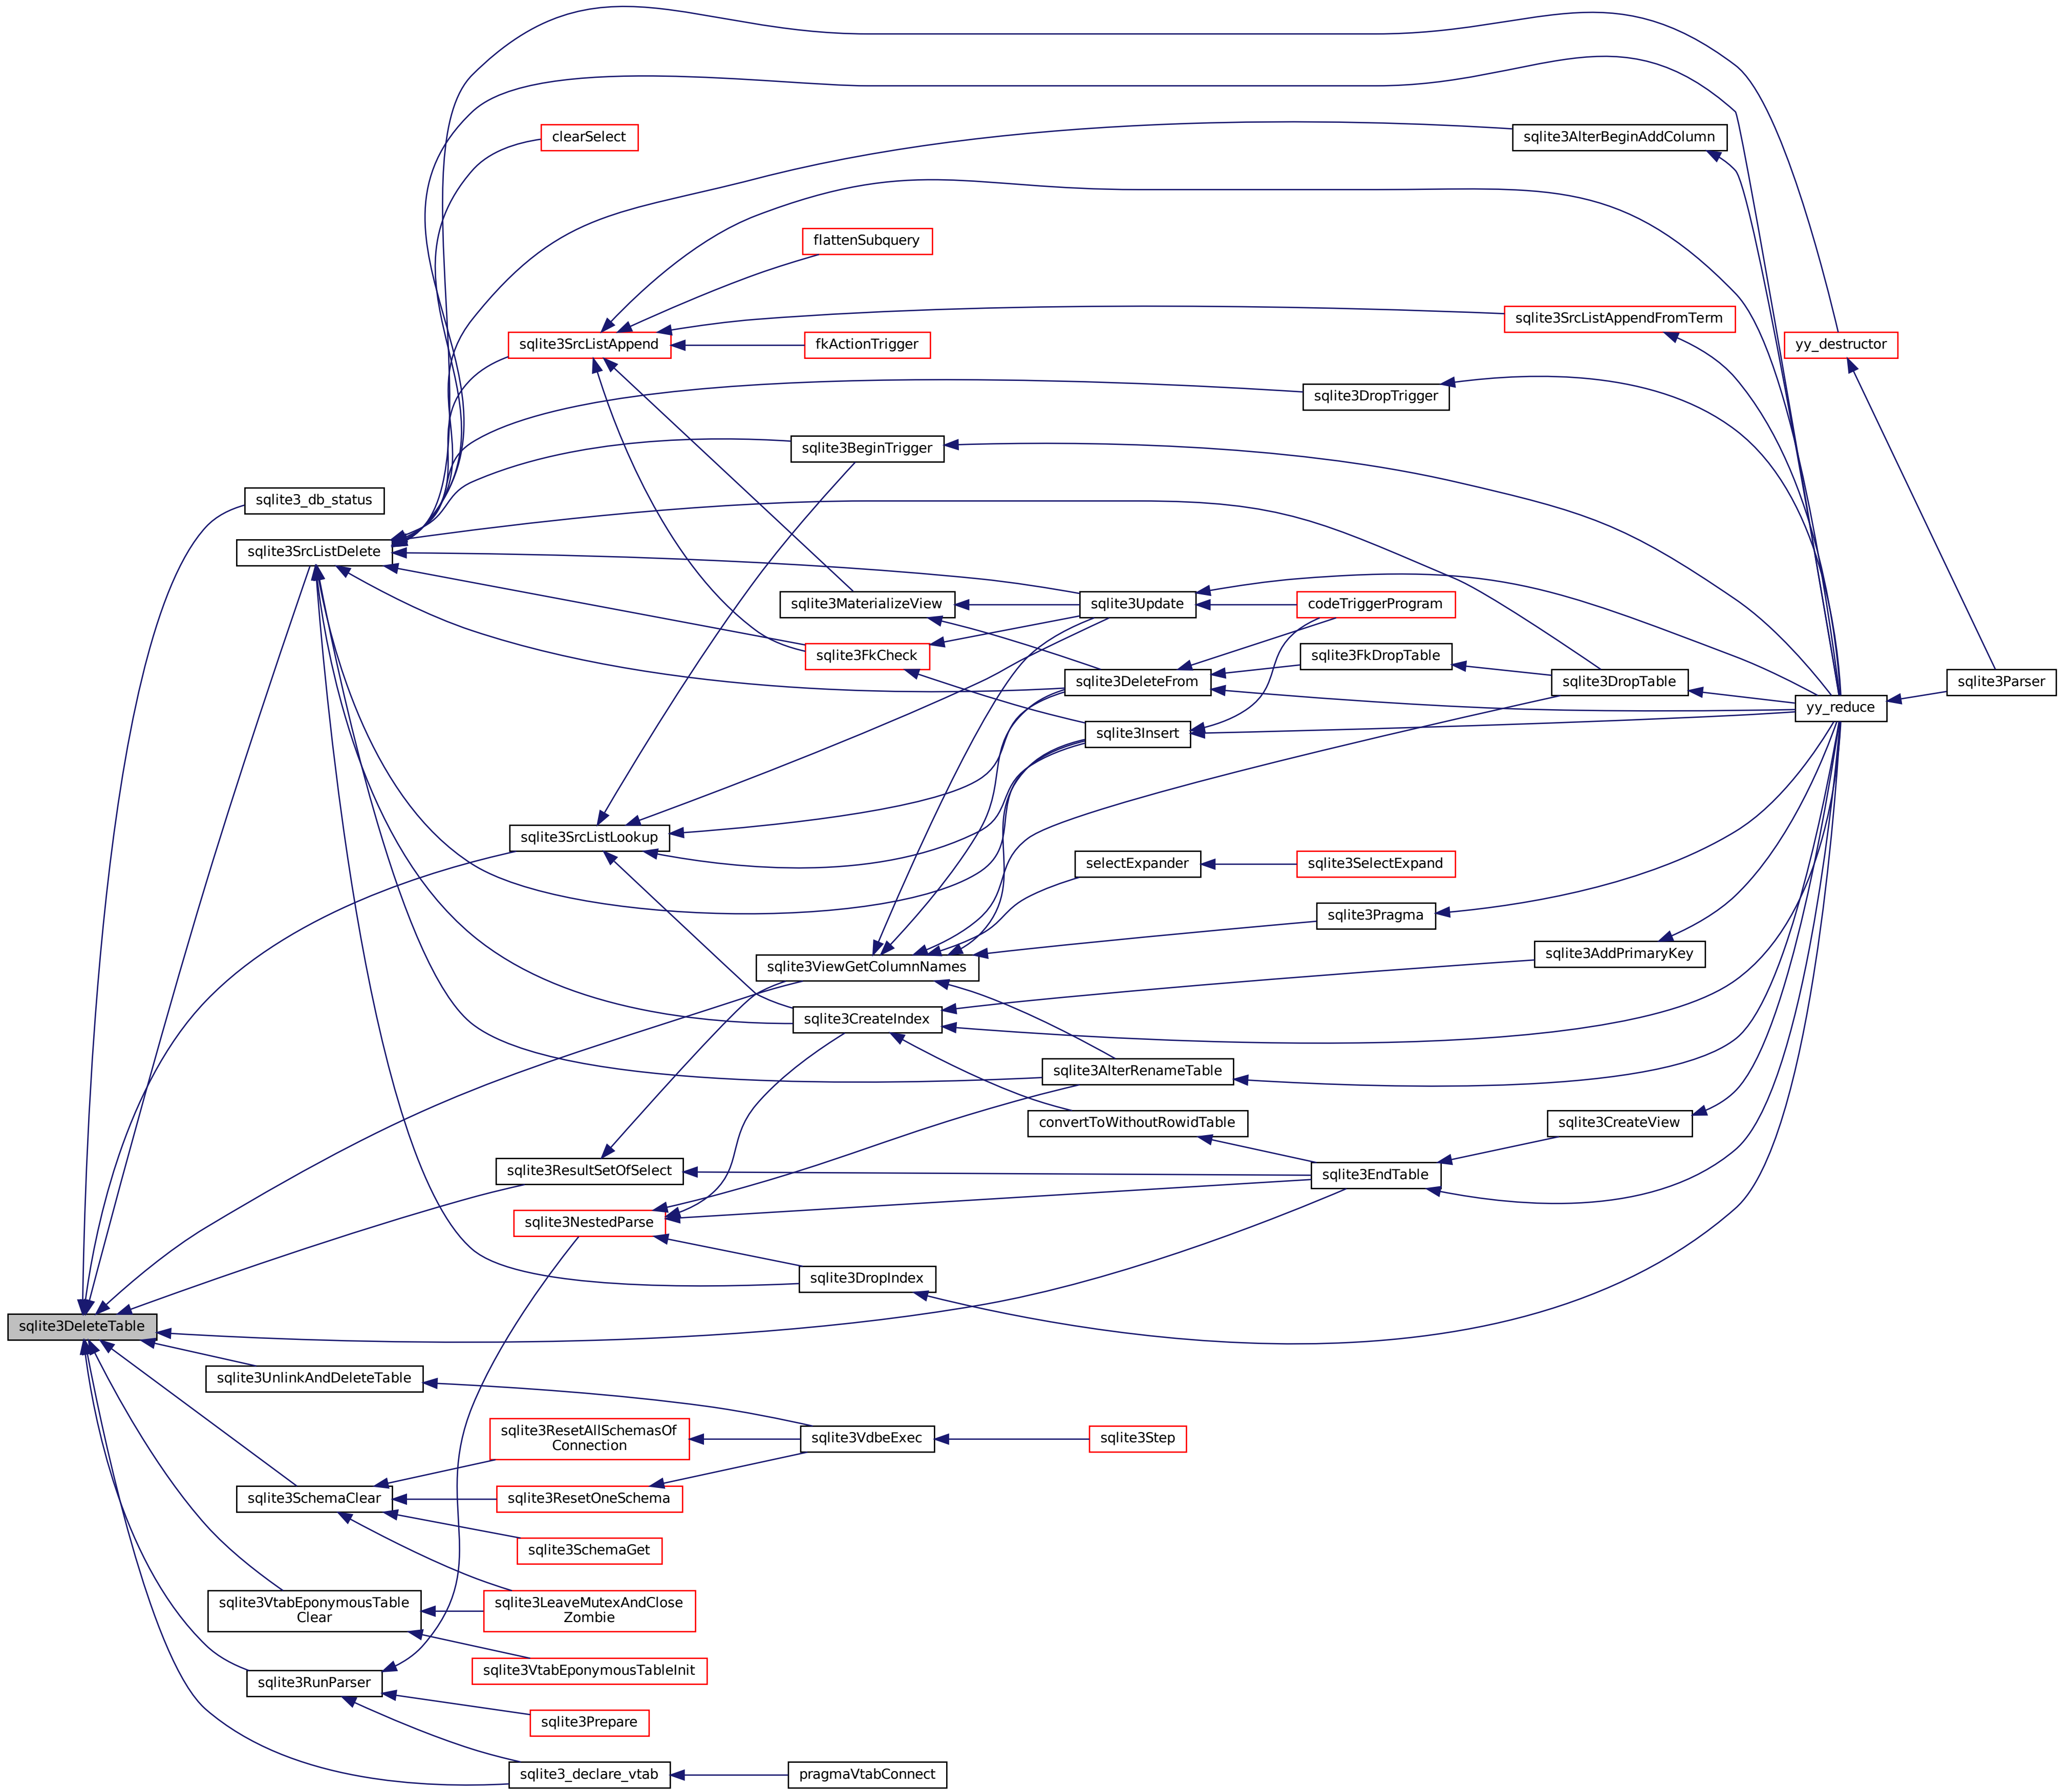 clearSelect
sqlite3AlterBeginAddColumn
flattenSubquery
sqlite3SrcListAppendFromTerm
sqlite3SrcListAppend
fkActionTrigger
yy_destructor
sqlite3DropTrigger
sqlite3BeginTrigger
sqlite3_db_status
sqlite3SrcListDelete
sqlite3MaterializeView
sqlite3Update
codeTriggerProgram
sqlite3FkCheck
sqlite3FkDropTable
sqlite3DeleteFrom
sqlite3DropTable
sqlite3Parser
yy_reduce
sqlite3Insert
sqlite3SrcListLookup
selectExpander
sqlite3SelectExpand
sqlite3Pragma
sqlite3AddPrimaryKey
sqlite3ViewGetColumnNames
sqlite3CreateIndex
sqlite3AlterRenameTable
convertToWithoutRowidTable
sqlite3CreateView
sqlite3ResultSetOfSelect
sqlite3EndTable
sqlite3NestedParse
sqlite3DropIndex
sqlite3DeleteTable
sqlite3UnlinkAndDeleteTable
sqlite3ResetAllSchemasOf
Connection
sqlite3VdbeExec
sqlite3Step
sqlite3SchemaClear
sqlite3ResetOneSchema
sqlite3SchemaGet
sqlite3VtabEponymousTable
Clear
sqlite3LeaveMutexAndClose
Zombie
sqlite3VtabEponymousTableInit
sqlite3RunParser
sqlite3Prepare
sqlite3_declare_vtab
pragmaVtabConnect